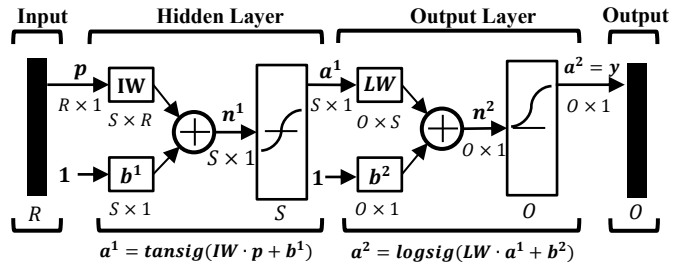 Input Hidden Layer Output Layer Output
p IW n¹ a¹ LW n² a² = y
R × 1 S × R S × 1 S × 1 O × S O × 1 O × 1
1 b¹ 1 b²
S × 1 O × 1
R S O O
a¹ = tansig(IW · p + b¹) a² = logsig(LW · a¹ + b²)